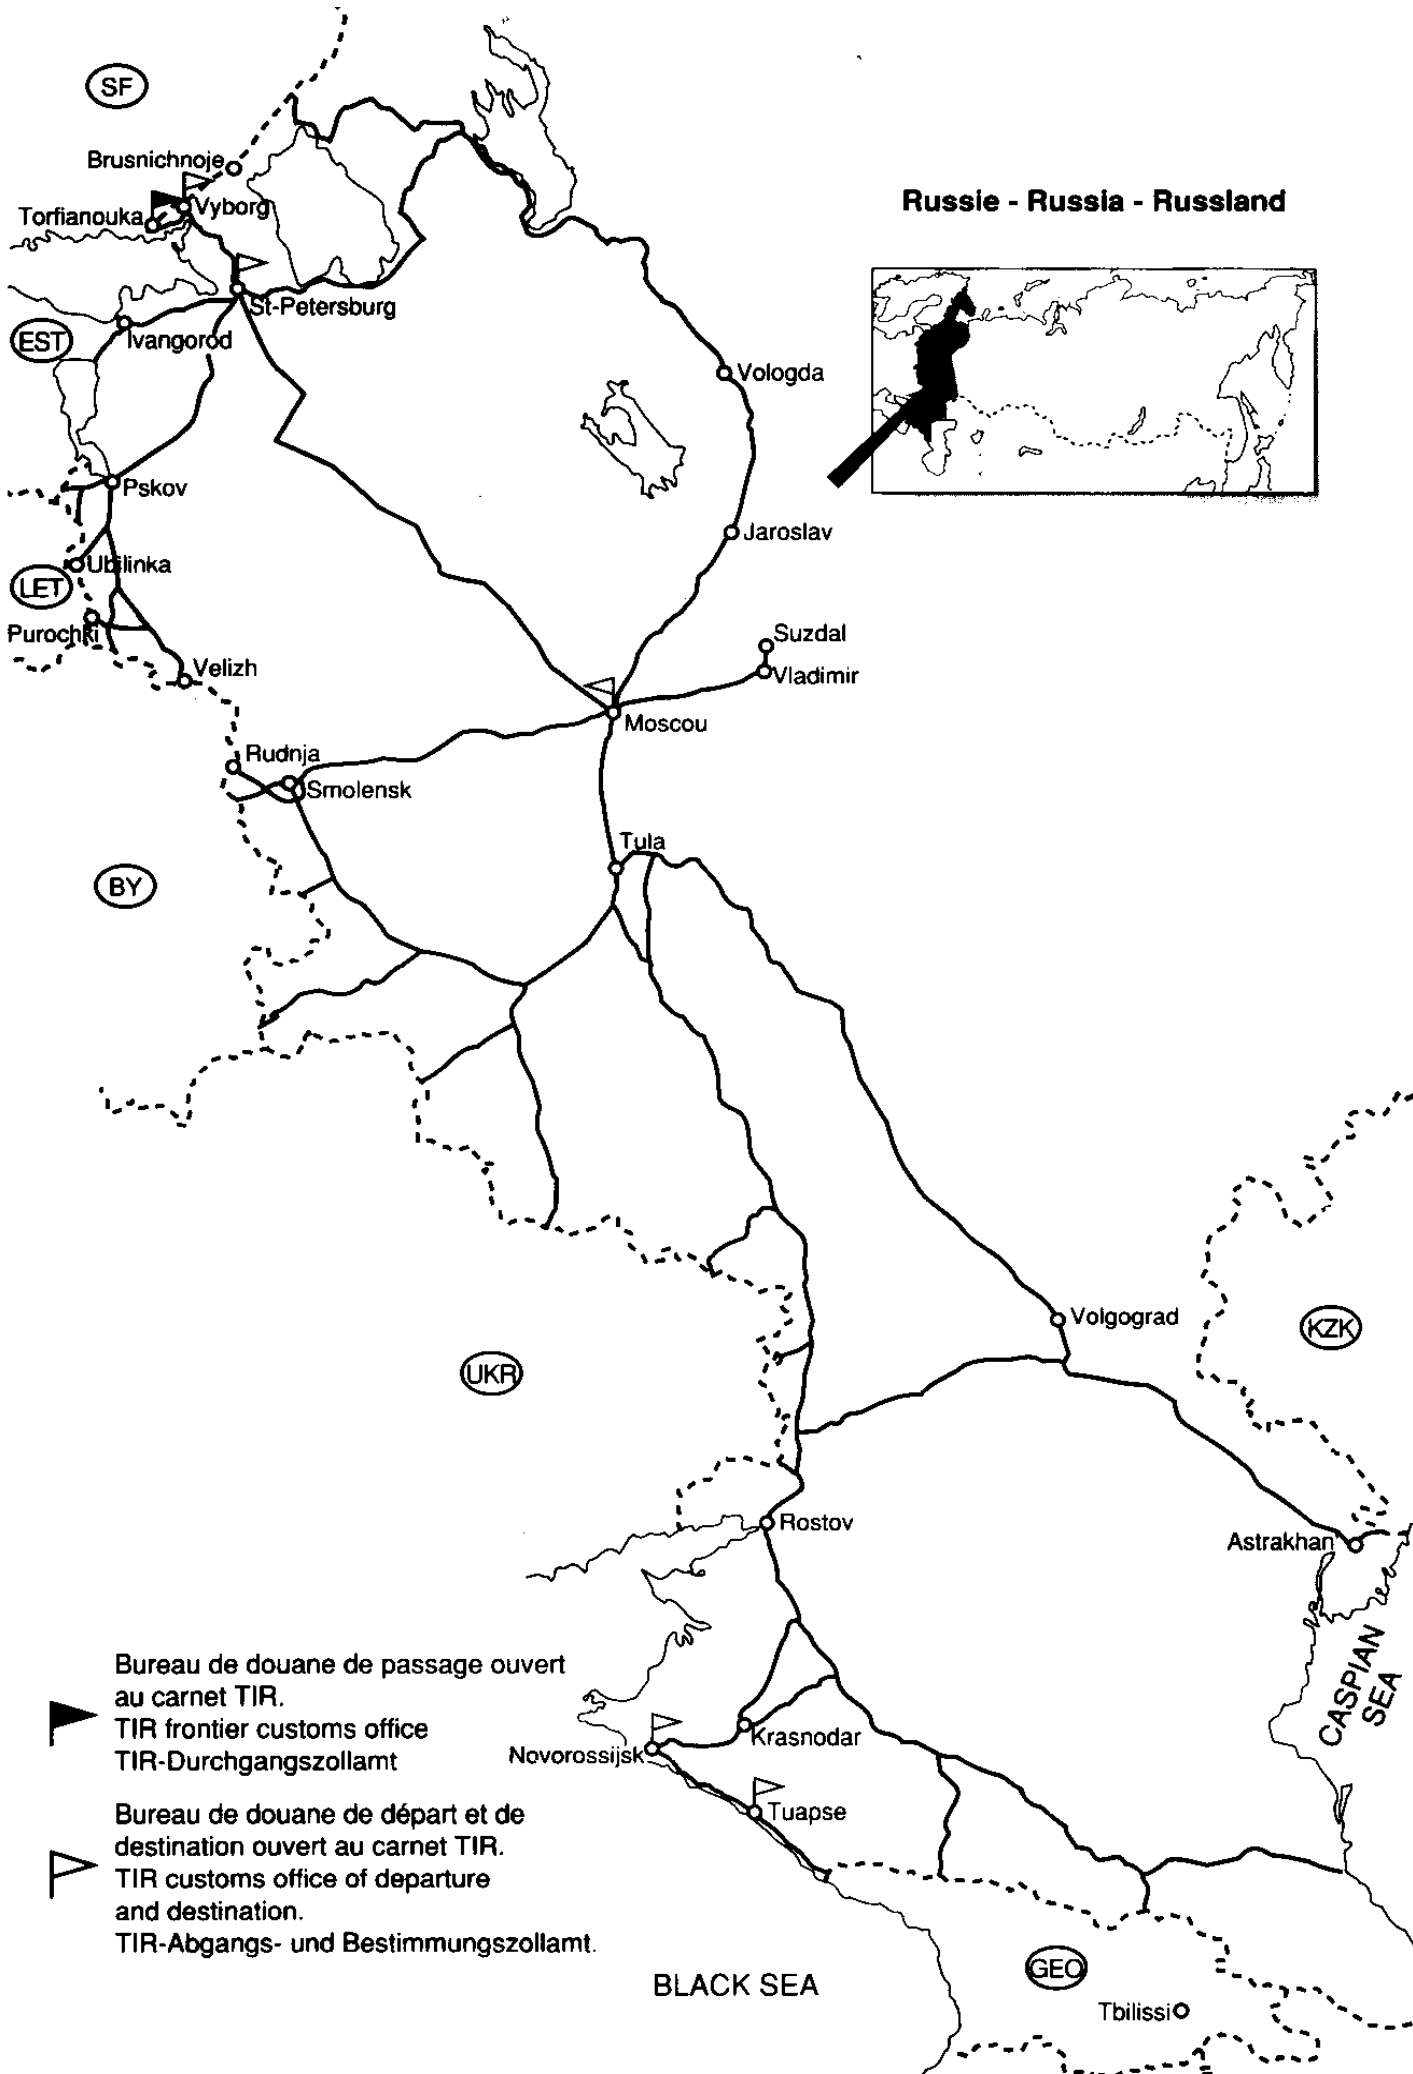 SF
Brusnichnoje
Vyborg
Torfianouka
Russie - Russia - Russland
St-Petersburg
Ivangorod
EST
Vologda
Pskov
Jaroslav
Ubilinka
LET
Purochki
Suzdal
Velizh
Vladimir
Moscou
Rudnja
Smolensk
Tula
BY
Volgograd
KZK
UKR
Rostov
Astrakhan
CASPIAN
SEA
Bureau de douane de passage ouvert
au carnet TIR.
TIR frontier customs office
TIR-Durchgangszollamt
Krasnodar
Novorossijsk
Tuapse
Bureau de douane de départ et de
destination ouvert au carnet TIR.
TIR customs office of departure
and destination.
TIR-Abgangs- und Bestimmungszollamt.
BLACK SEA
GEO
Tbilissi